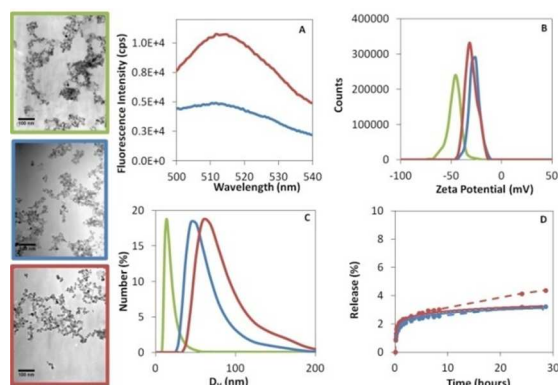 100 nm
100 nm
A
Fluorescence Intensity (cps)
1.0E+4
0.8E+4
0.5E+4
0.3E+4
0.0E+0
500 510 520 530 540
Wavelength (nm)
B
Counts
400000
300000
200000
100000
0
-100 -50 0 50
Zeta Potential (mV)
C
Number (%)
20
15
10
5
0
0 100 200
(nm)
D
Release (%)
10
8
6
4
2
0
0 10 20 30
Time (hours)